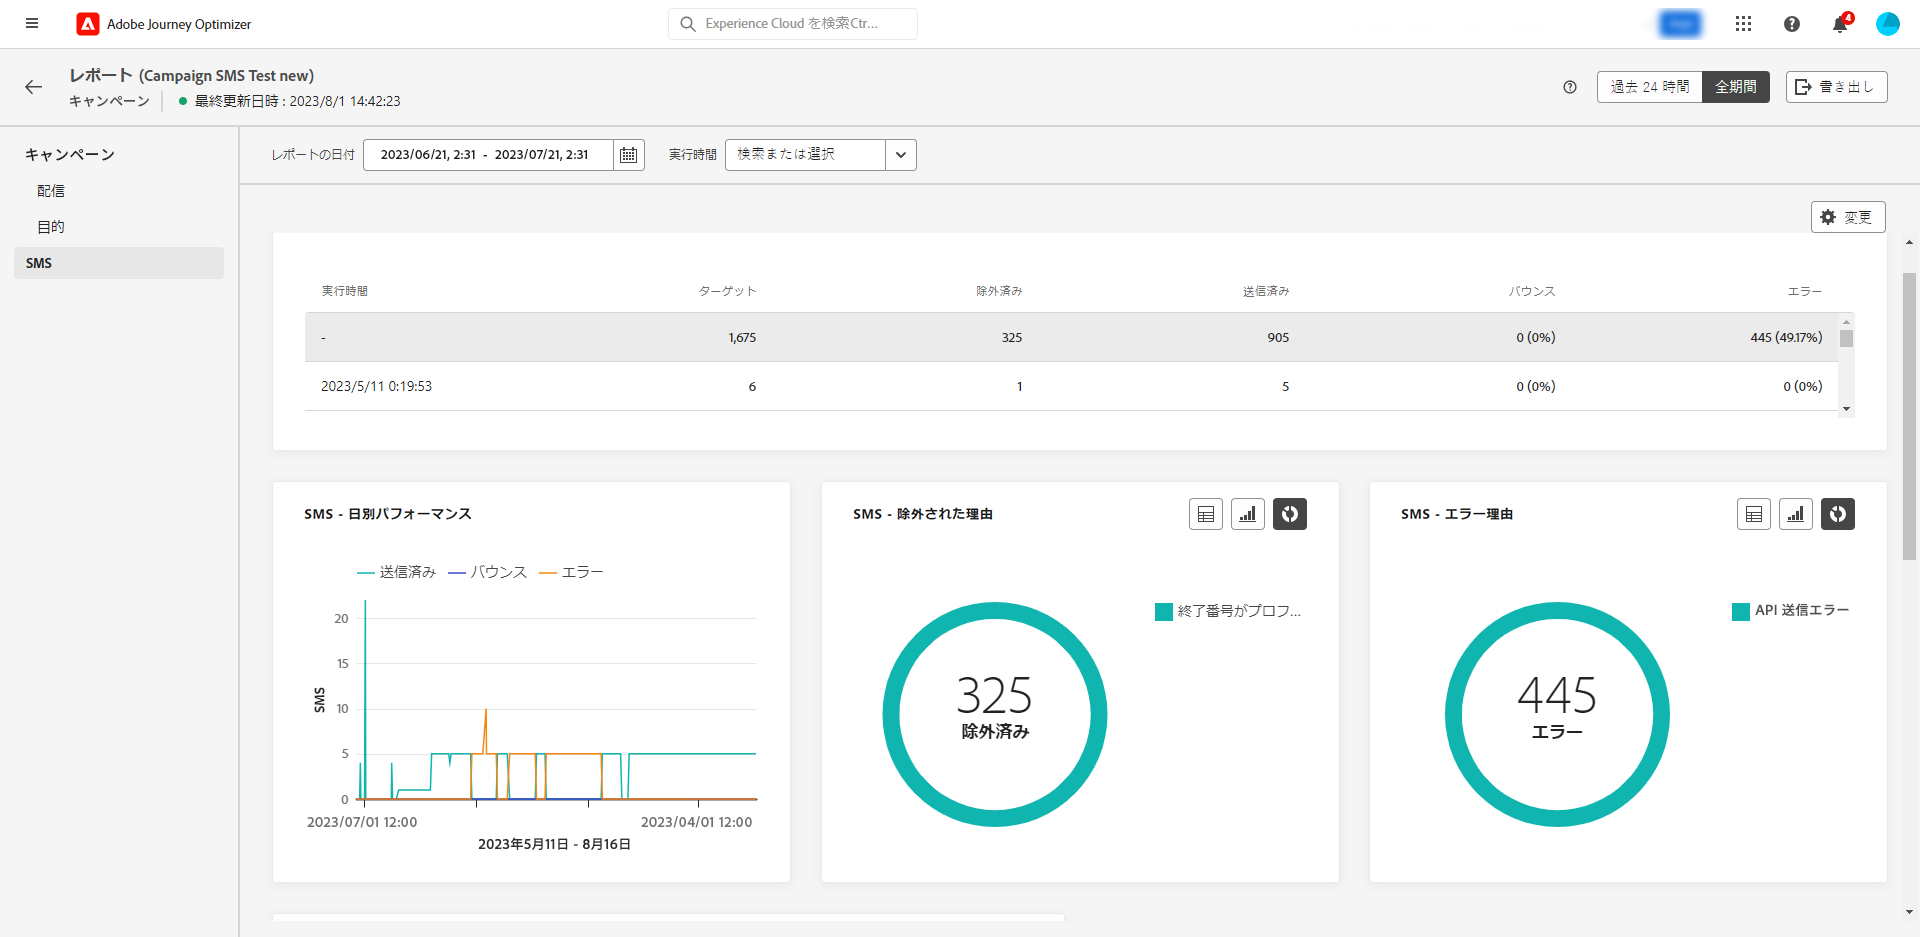 Adobe Journey Optimizer
Experience Cloud を検索Ctr...
4
レポート (Campaign SMS Test new)
キャンペーン
最終更新日時 : 2023/8/1 14:42:23
過去 24 時間
全期間
書き出し
キャンペーン
配信
目的
SMS
レポートの日付
2023/06/21, 2:31 - 2023/07/21, 2:31
実行時間
検索または選択
変更
実行時間 ターゲット 除外済み 送信済み バウンス エラー
- 1,675 325 905 0 (0%) 445 (49.17%)
2023/5/11 0:19:53 6 1 5 0 (0%) 0 (0%)
SMS - 日別パフォーマンス
送信済み バウンス エラー
20
15
10
5
0
SMS
2023/07/01 12:00
2023/04/01 12:00
2023年5月11日 - 8月16日
SMS - 除外された理由
終了番号がプロフ...
325
除外済み
SMS - エラー理由
API 送信エラー
445
エラー